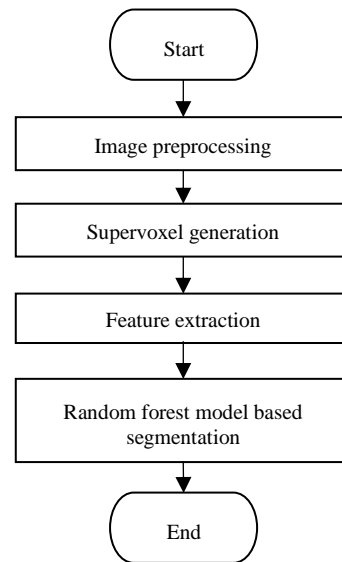 Start
Image preprocessing
Supervoxel generation
Feature extraction
Random forest model based
segmentation
End